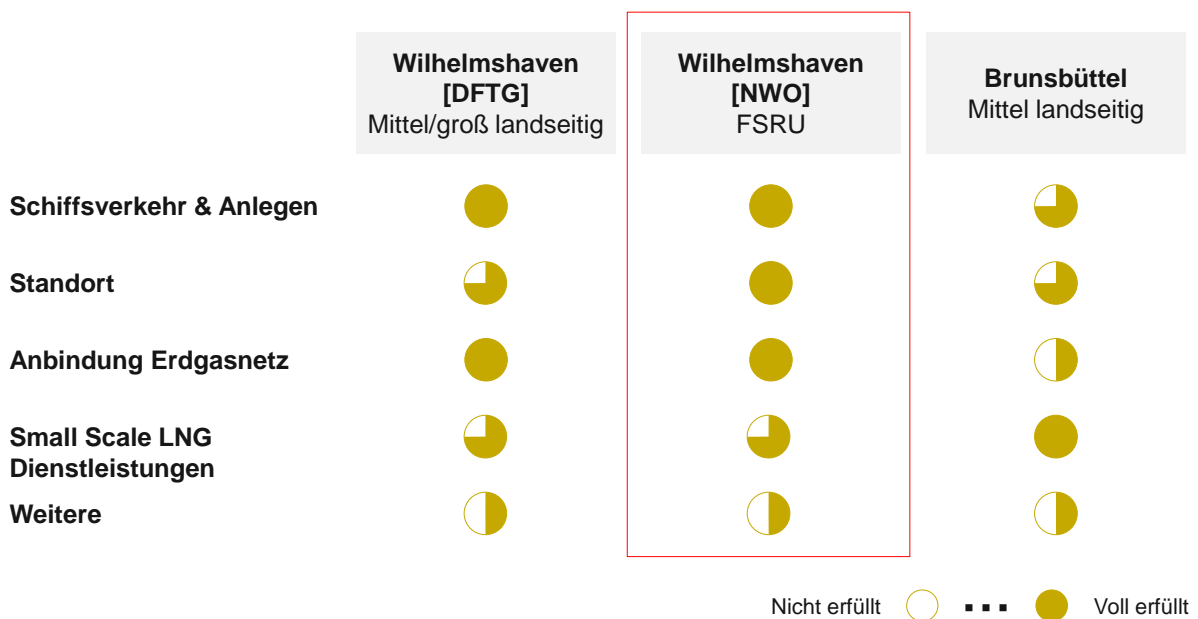 Wilhelmshaven
[DFTG]
Mittel/groß landseitig
Wilhelmshaven
[NWO]
FSRU
Brunsbüttel
Mittel landseitig
Schiffsverkehr & Anlegen
Standort
Anbindung Erdgasnetz
Small Scale LNG
Dienstleistungen
Weitere
Nicht erfüllt
Voll erfüllt